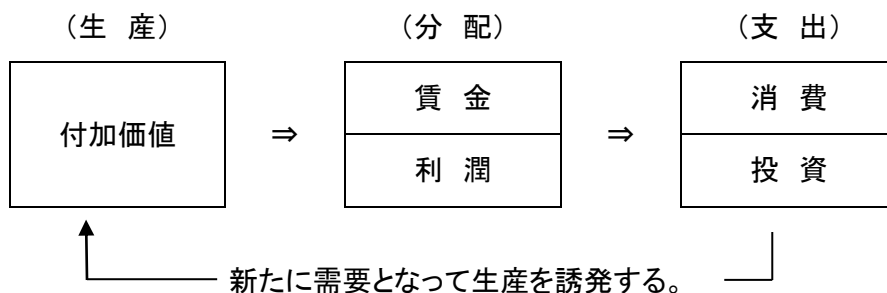 （生　産）　（分　配）　（支　出）
付加価値　⇒　賃　金　⇒　消　費
利　潤　投　資
新たに需要となって生産を誘発する。